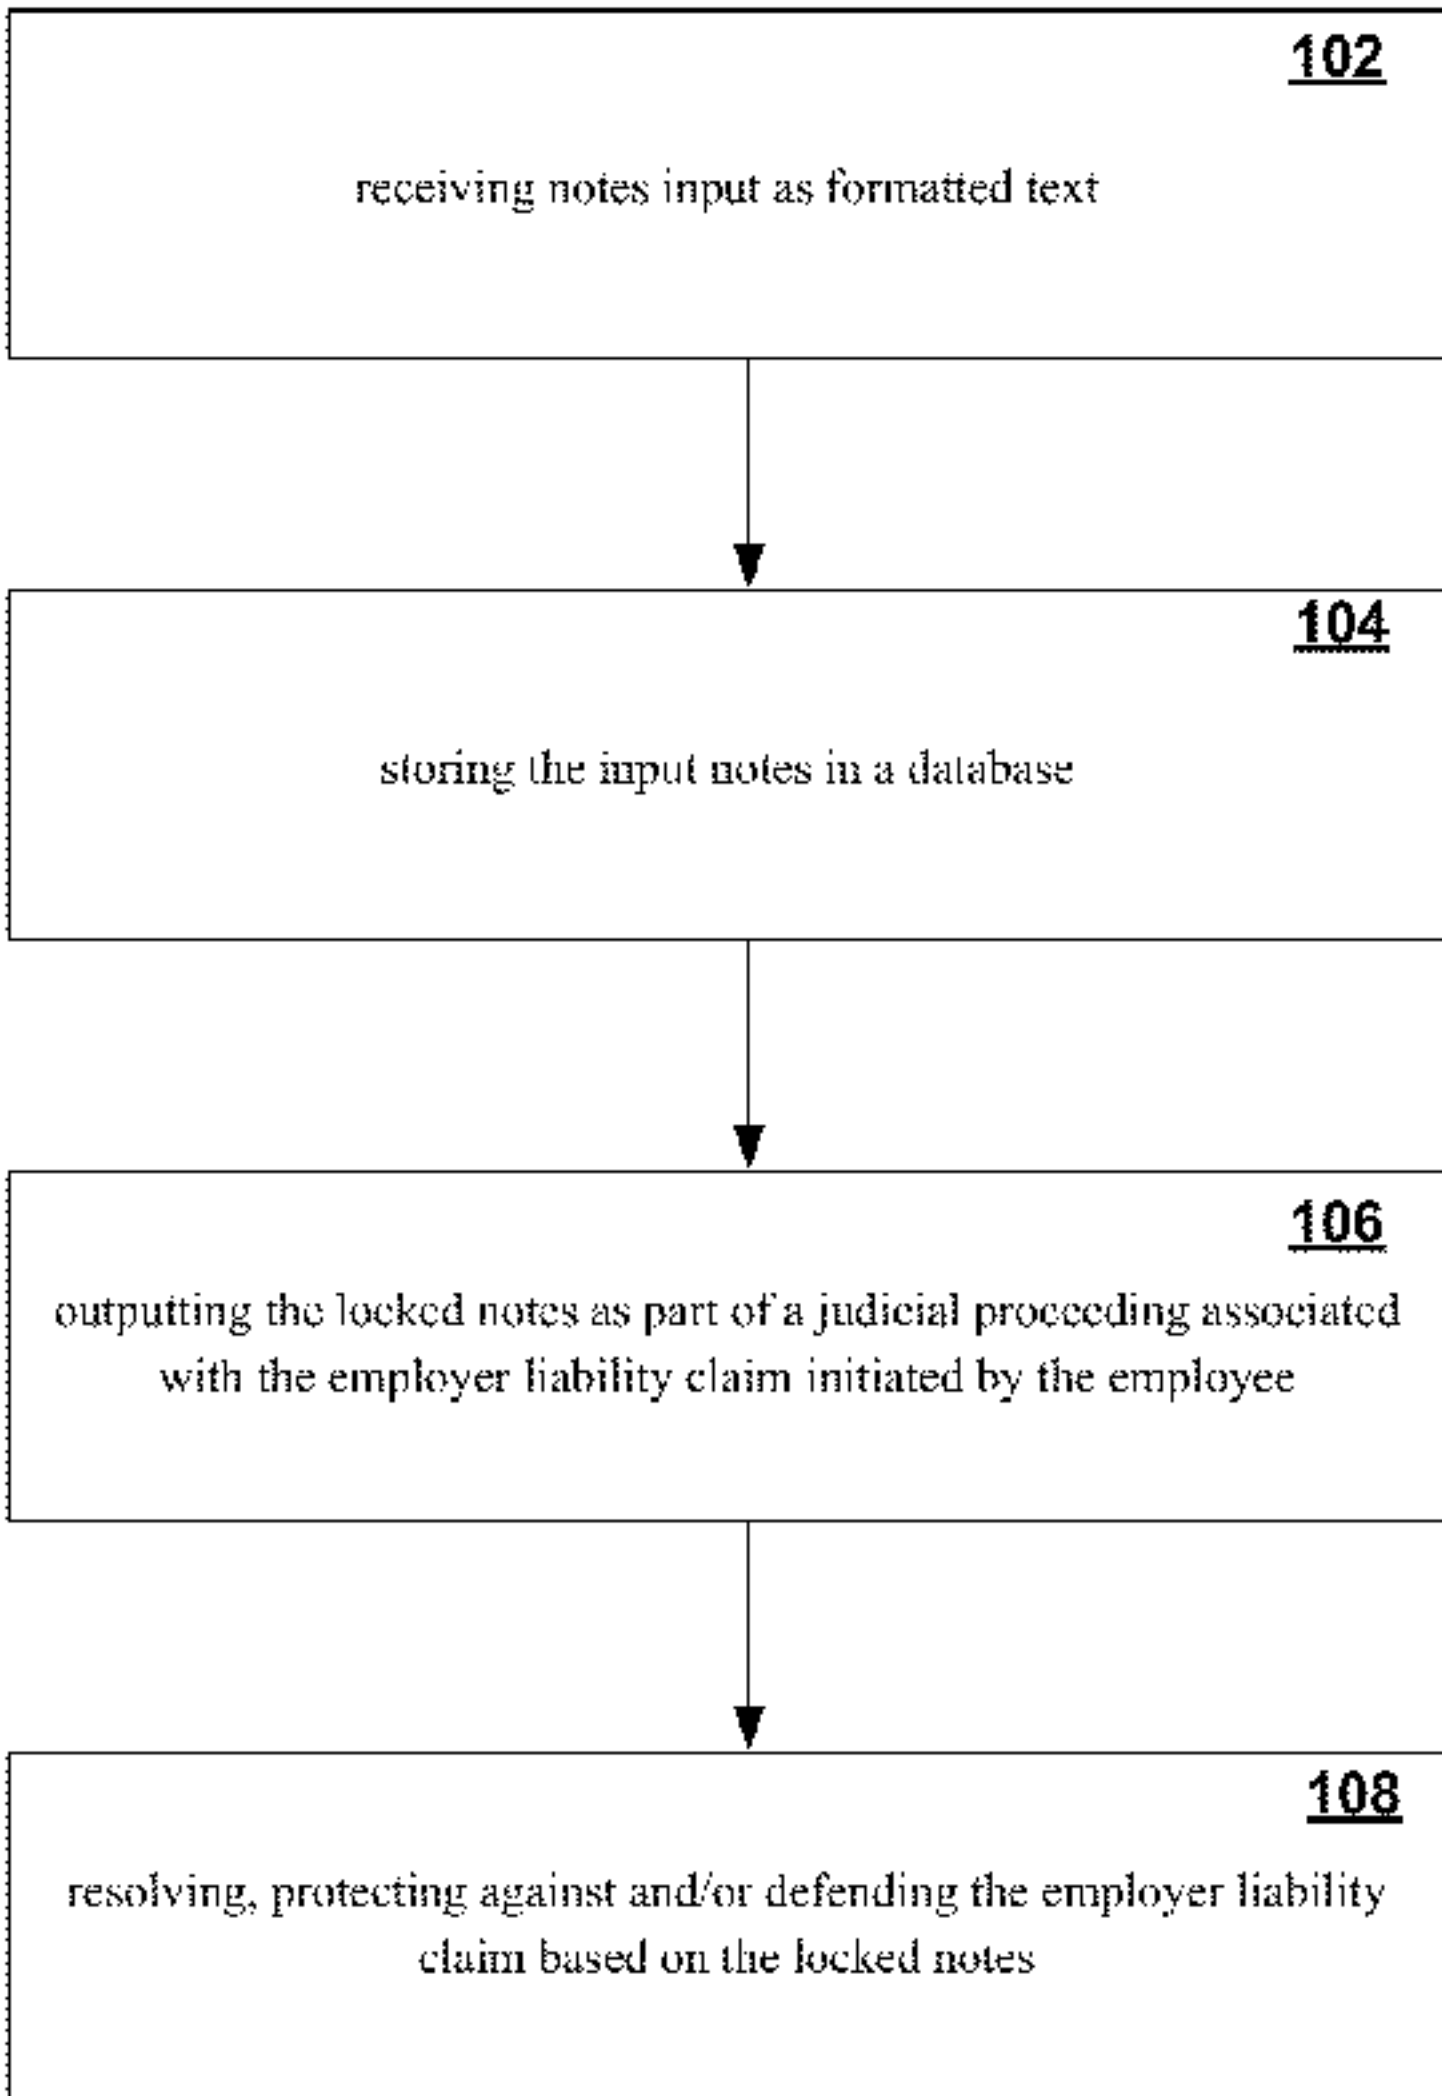 102
receiving notes input as formatted text
104
storing the input notes in a database
106
outputting the locked notes as part of a judicial proceeding associated
with the employer liability claim initiated by the employee
108
resolving, protecting against and/or defending the employer liability
claim based on the locked notes